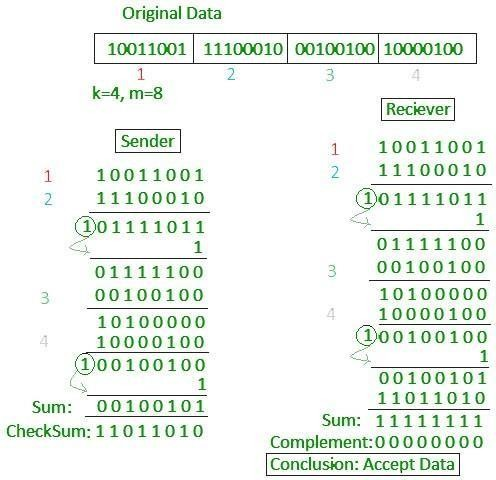 Original Data
10011001 11100010 00100100 10000100
1 2 3 4
k=4, m=8
Sender
1 10011001
2 11100010
1 01111011
1
01111100
3 00100100
10100000
4 10000100
1 00100100
1
Sum: 00100101
CheckSum: 11011010
Reciever
1 10011001
2 11100010
1 01111011
1
01111100
3 00100100
10100000
4 10000100
1 00100100
1
00100101
11011010
Sum: 11111111
Complement: 00000000
Conclusion: Accept Data